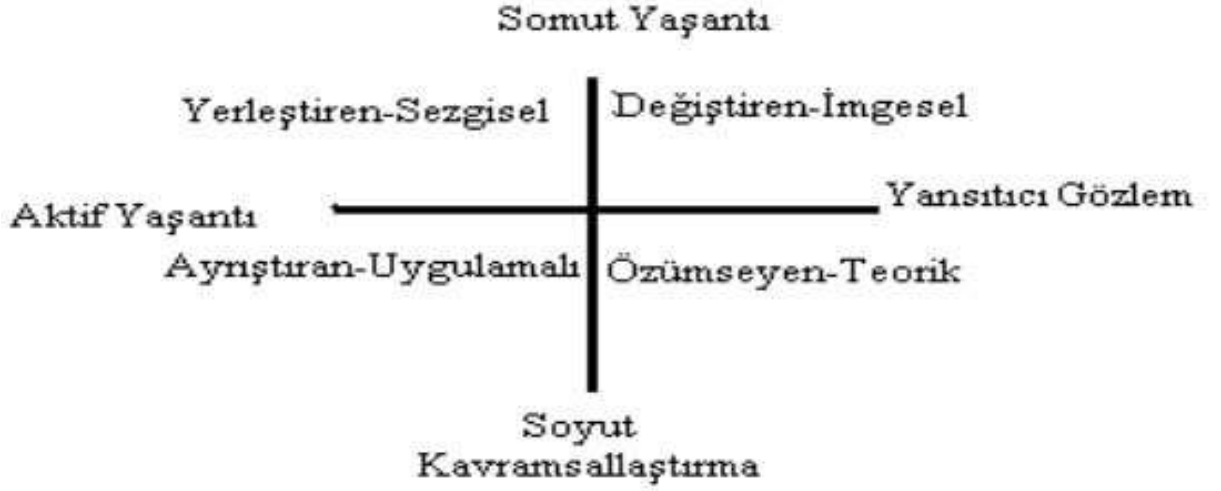 Somut Yaşantı
Yerleştiren-Sezgisel
Değiştiren-İmgesel
Aktif Yaşantı
Yansıtıcı Gözlem
Ayrıştıran-Uygulamalı
Özümseyen-Teorik
Soyut
Kavramsallaştırma